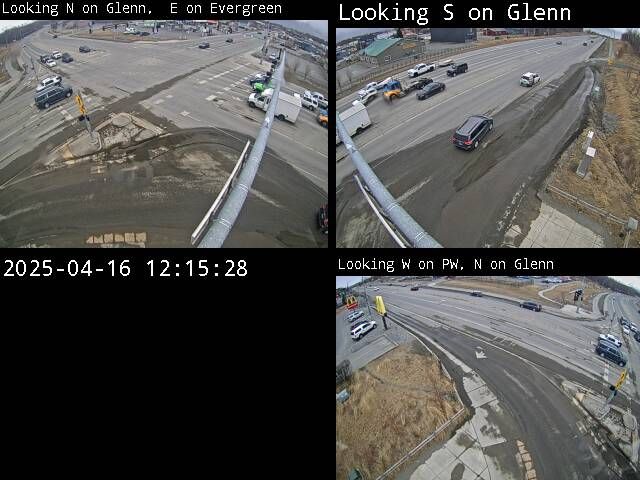 Looking N on Glenn,  E on Evergreen
Looking S on Glenn
2025-04-16 12:15:28
Looking W on PW, N on Glenn